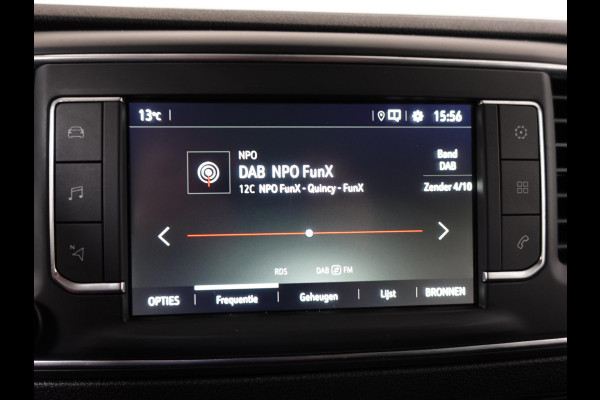 13°C
15:56
NPO
DAB NPO FunX
12C NPO FunX - Quincy - FunX
Band
DAB
Zender 4/10
N
RDS
DAB FM
OPTIES
Frequentie
Geheugen
Lijst
BRONNEN